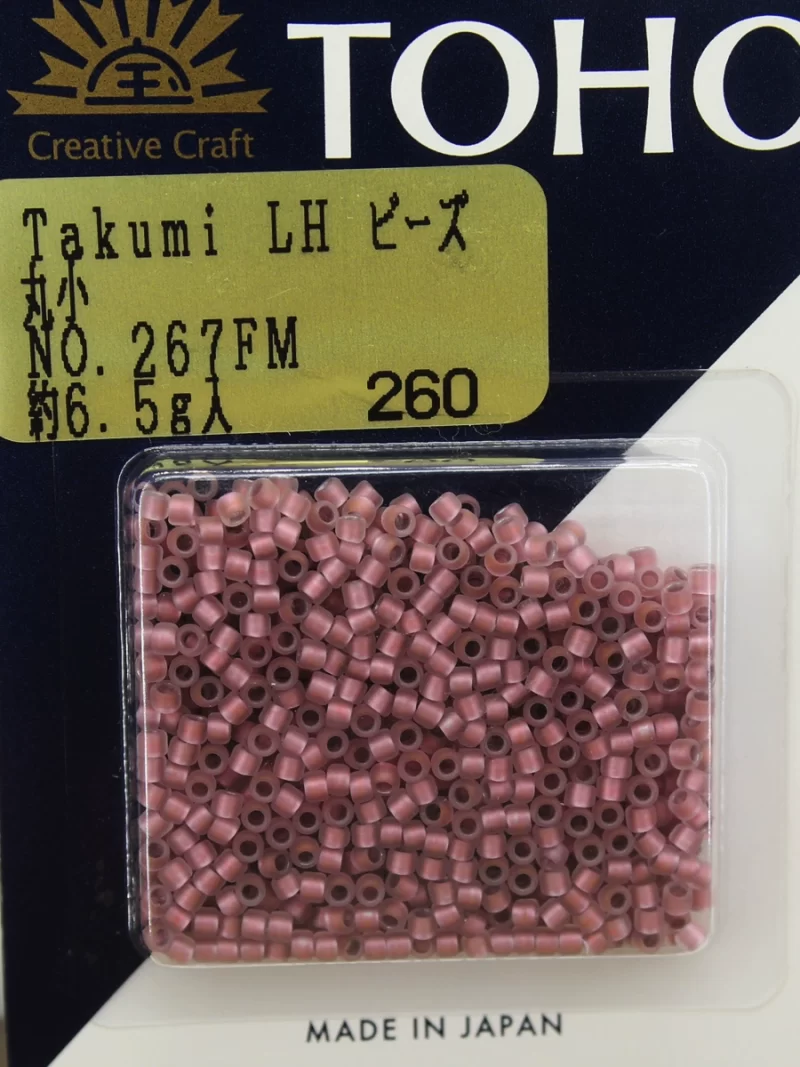 玉
Creative Craft
TOHO
Takumi LH ビーズ
丸小
NO. 267FM
約6.5g入 260
MADE IN JAPAN